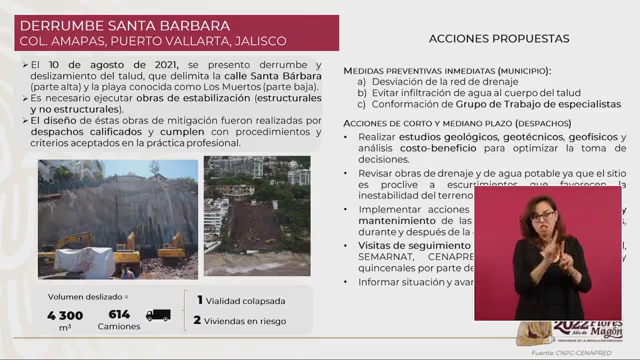 DERRUMBE SANTA BARBARA
COL. AMAPAS, PUERTO VALLARTA, JALISCO
➤ El 10 de agosto de 2021, se presento derrumbe y
deslizamiento del talud, que delimita la calle Santa Bárbara
(parte alta) y la playa conocida como Los Muertos (parte baja).
➤ Es necesario ejecutar obras de estabilización (estructurales
y no estructurales).
➤ El diseño de éstas obras de mitigación fueron realizadas por
despachos calificados y cumplen con procedimientos y
criterios aceptados en la práctica profesional.
Volumen deslizado =
4 300
m³
614
Camiones
1 Vialidad colapsada
2 Viviendas en riesgo
ACCIONES PROPUESTAS
MEDIDAS PREVENTIVAS INMEDIATAS (MUNICIPIO):
a) Desviación de la red de drenaje
b) Evitar infiltración de agua al cuerpo del talud
c) Conformación de Grupo de Trabajo de especialistas
ACCIONES DE CORTO Y MEDIANO PLAZO (DESPACHOS)
• Realizar estudios geológicos, geotécnicos, geofísicos y
análisis costo-beneficio para optimizar la toma de
decisiones.
• Revisar obras de drenaje y de agua potable ya que el sitio
es proclive a escurrimientos que favorecen la
inestabilidad del terreno
• Implementar acciones y
mantenimiento de las
durante y después de la
• Visitas de seguimiento
SEMARNAT, CENAPRE
quincenales por parte de
• Informar situación y avan
2022 Flores
Año de Magón
PRECURSOR DE LA REVOLUCIÓN MEXICANA
Fuente: CNPC-CENAPRED